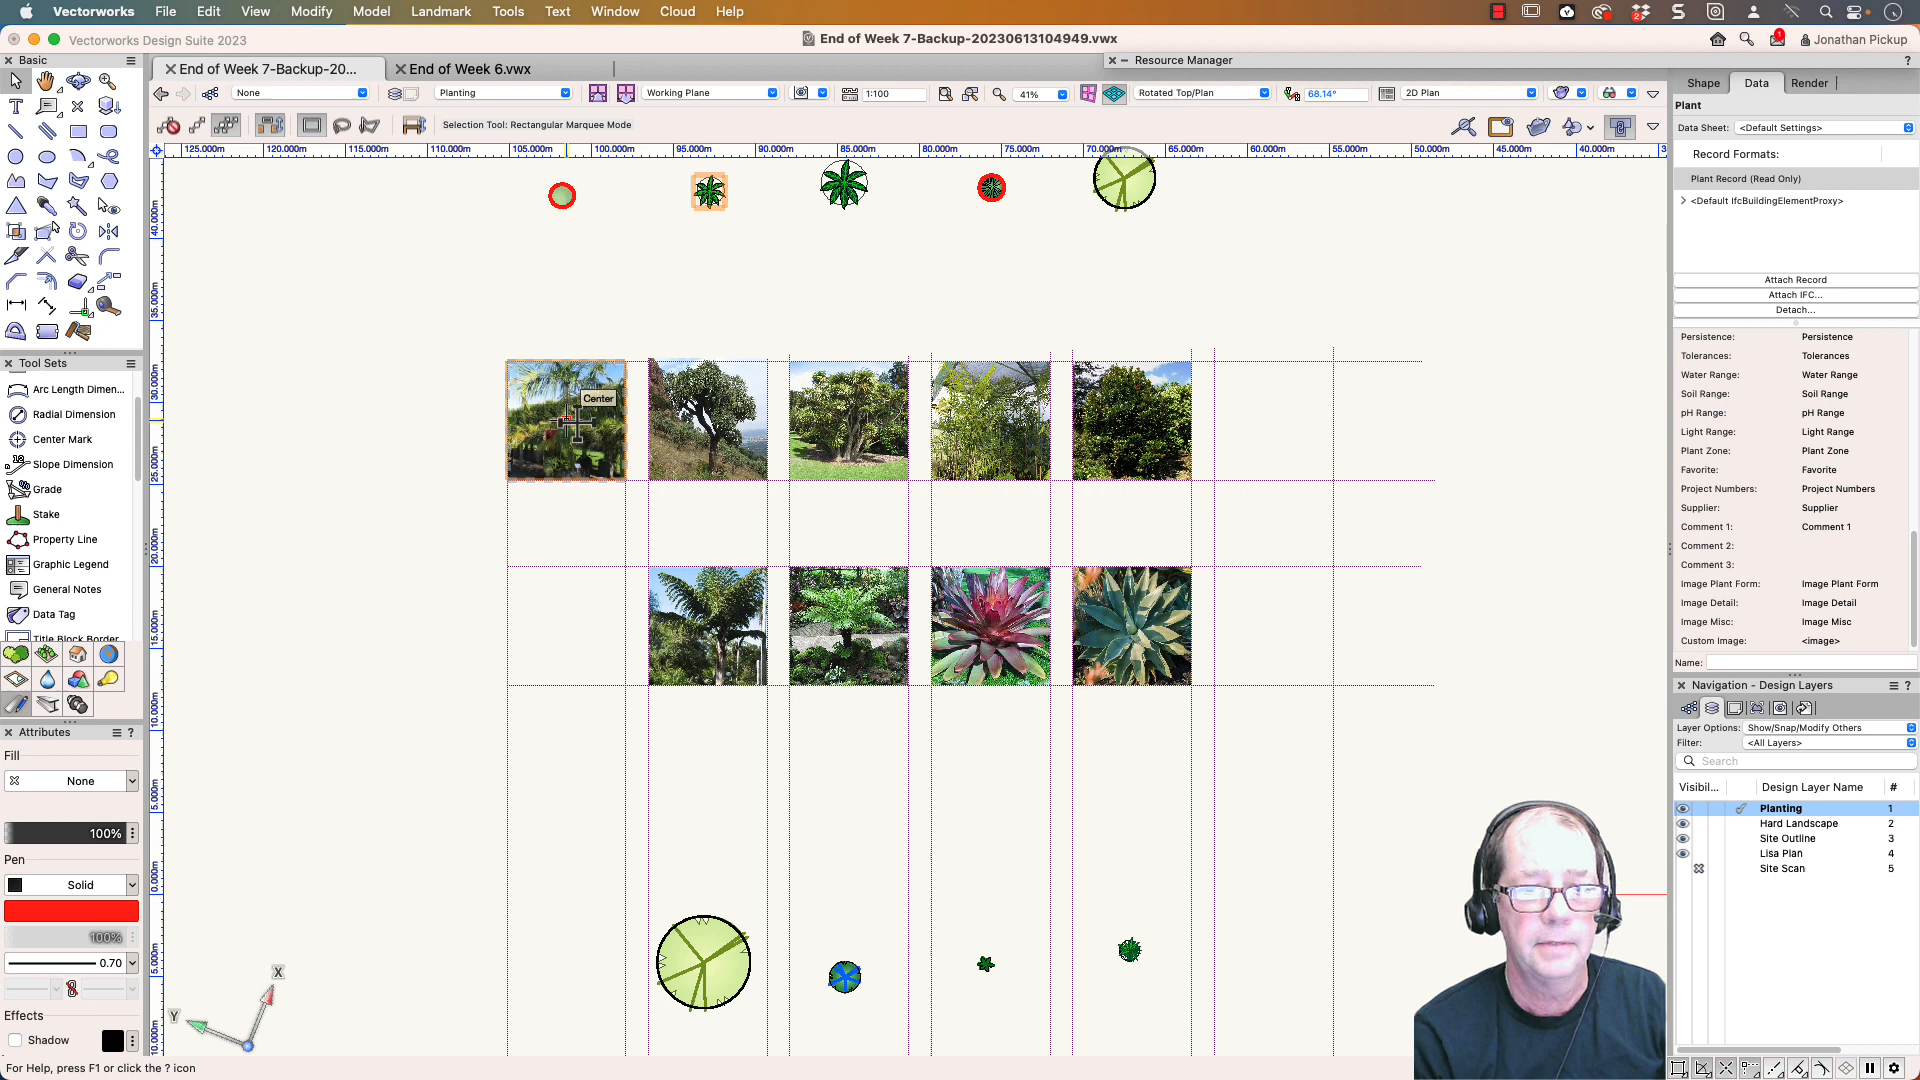 Vectorworks File Edit View Modify Model Landmark Tools Text Window Cloud Help
Vectorworks Design Suite 2023
End of Week 7-Backup-20230613104949.vwx
Jonathan Pickup
Basic
End of Week 7-Backup-20...
End of Week 6.vwx
Resource Manager
None
Planting
Working Plane
1:100
41%
Rotated Top/Plan
68.14°
2D Plan
Selection Tool: Rectangular Marquee Mode
125.000m 120.000m 115.000m 110.000m 105.000m 100.000m 95.000m 90.000m 85.000m 80.000m 75.000m 70.000m 65.000m 60.000m 55.000m 50.000m 45.000m 40.000m
40.000m
35.000m
30.000m
25.000m
20.000m
15.000m
10.000m
5.000m
0.000m
5.000m
10.000m
Center
X
Y
Tool Sets
Arc Length Dimen...
Radial Dimension
Center Mark
Slope Dimension
Grade
Stake
Property Line
Graphic Legend
General Notes
Data Tag
Title Block Border
Attributes
?
Fill
None
100%
Pen
Solid
100%
0.70
Effects
Shadow
For Help, press F1 or click the ? icon
Shape Data Render
Plant
Data Sheet: <Default Settings>
Record Formats:
Plant Record (Read Only)
<Default IfcBuildingElementProxy>
Attach Record
Attach IFC...
Detach...
Persistence: Persistence
Tolerances: Tolerances
Water Range: Water Range
Soil Range: Soil Range
pH Range: pH Range
Light Range: Light Range
Plant Zone: Plant Zone
Favorite: Favorite
Project Numbers: Project Numbers
Supplier: Supplier
Comment 1: Comment 1
Comment 2:
Comment 3:
Image Plant Form: Image Plant Form
Image Detail: Image Detail
Image Misc: Image Misc
Custom Image: <image>
Name:
Navigation - Design Layers
?
Layer Options: Show/Snap/Modify Others
Filter: <All Layers>
Search
Visibil... Design Layer Name #
Planting 1
Hard Landscape 2
Site Outline 3
Lisa Plan 4
Site Scan 5